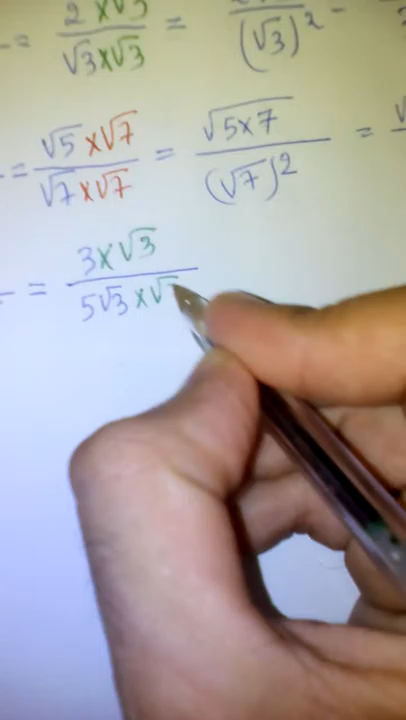 = 2 x √3 / √3 x √3 = / (√3)² -
= √5 x √7 / √7 x √7 = √5x7 / (√7)² = √
= 3 x √3 / 5√3 x √